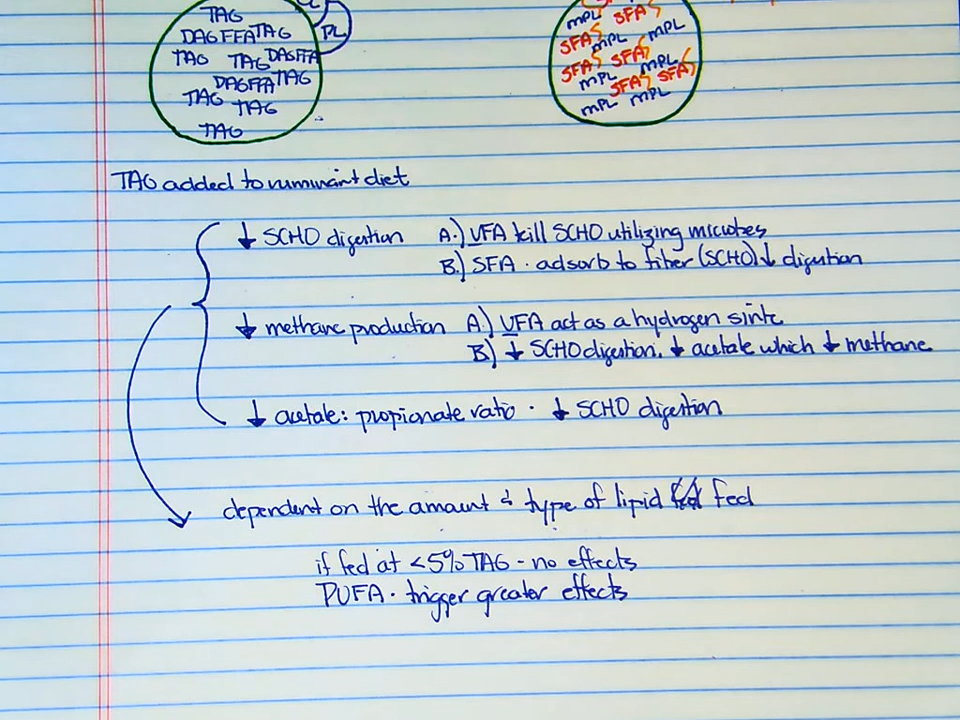 TAG
DAG FFA TAG
PL
TAG TAG DAG FFA
DAG FFA TAG
TAG TAG
TAG
MPL SFA
SFA MPL MPL
SFA SFA MPL
MPL SFA SFA
MPL MPL
TAG added to ruminant diet
↓ SCHO digestion A.) UFA kill SCHO utilizing microbes
B.) SFA · adsorb to fiber (SCHO) ↓ digestion
↓ methane production A.) UFA act as a hydrogen sink
B.) ↓ SCHO digestion. ↓ acetate which ↓ methane
↓ acetate: propionate ratio · ↓ SCHO digestion
dependent on the amount & type of lipid fed
if fed at <5% TAG - no effects
PUFA · trigger greater effects